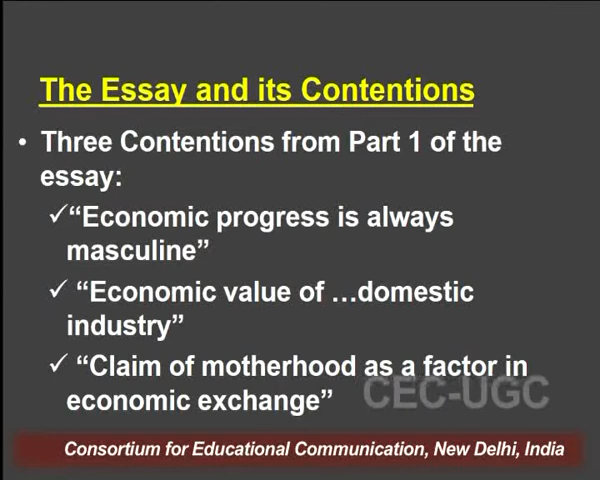 The Essay and its Contentions
• Three Contentions from Part 1 of the
essay:
✓“Economic progress is always
masculine”
✓ “Economic value of …domestic
industry”
✓ “Claim of motherhood as a factor in
economic exchange”
CEC-UGC
Consortium for Educational Communication, New Delhi, India